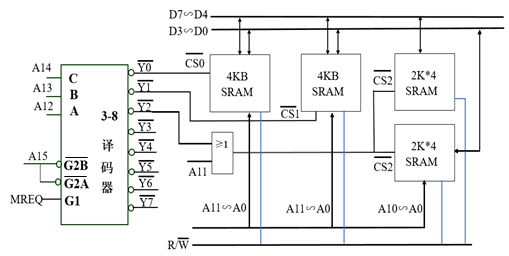 D7∽D4
D3∽D0
A14
A13
A12
A15
MREQ
C
B
A
3-8
译
码
器
G2B
G2A
G1
Y0
Y1
Y2
Y3
Y4
Y5
Y6
Y7
CS0
4KB
SRAM
CS1
4KB
SRAM
CS2
2K*4
SRAM
CS2
2K*4
SRAM
≥1
A11
A11∽A0
A11∽A0
A10∽A0
R/W